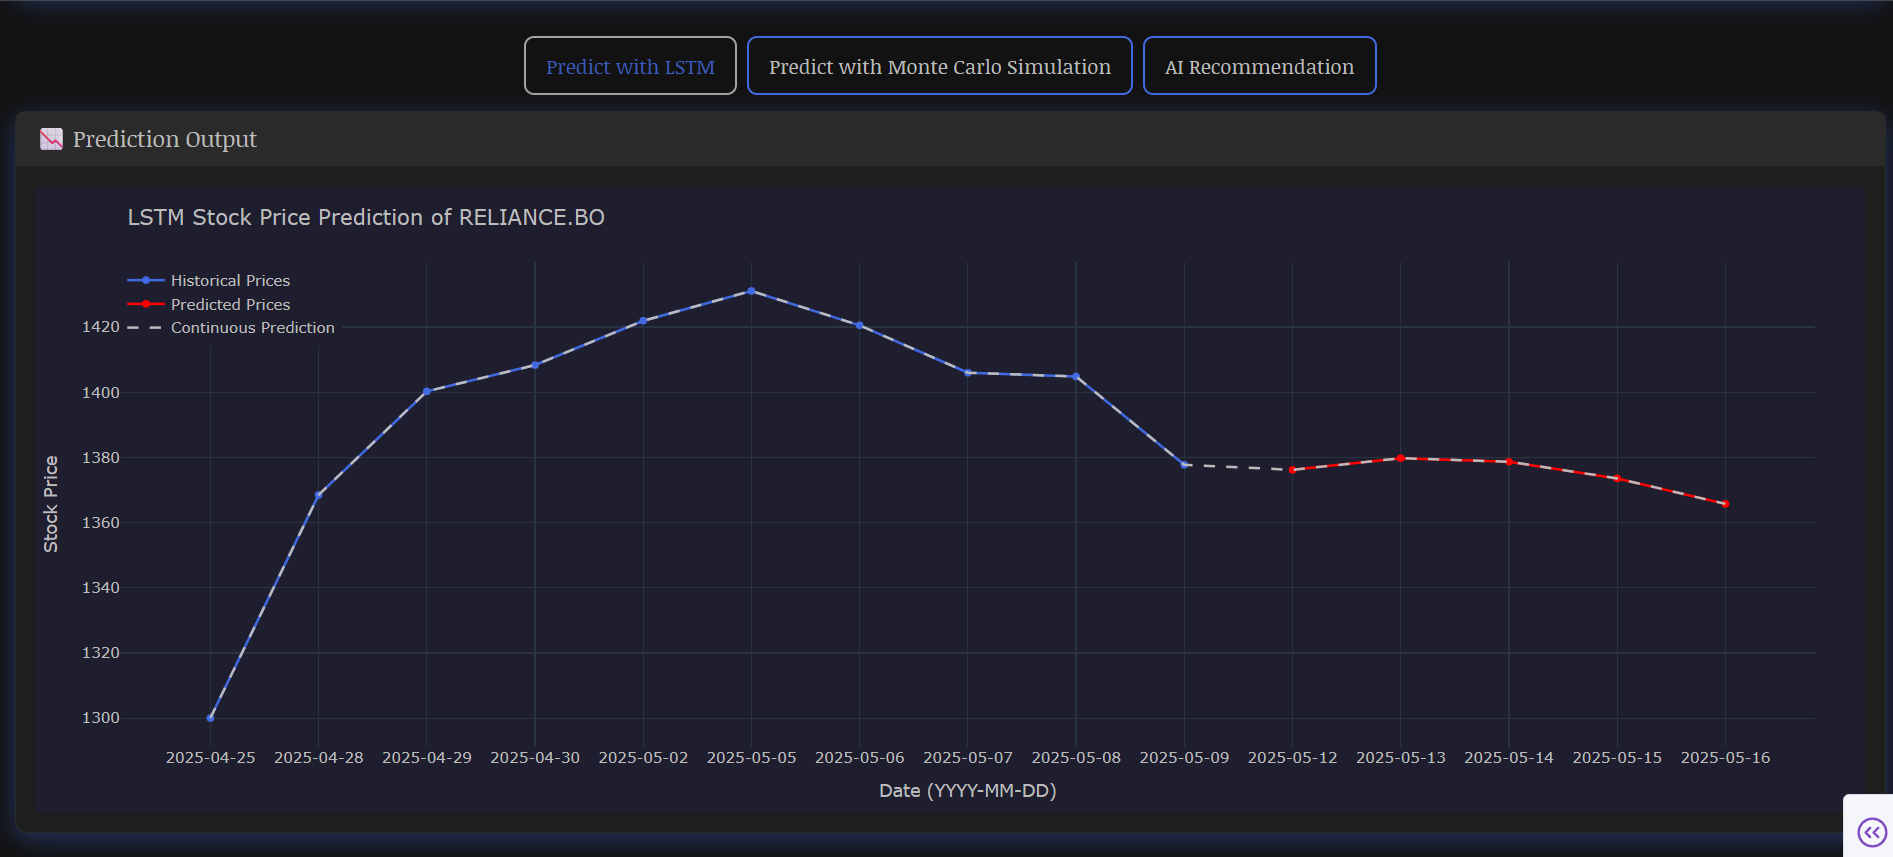 Predict with LSTM
Predict with Monte Carlo Simulation
AI Recommendation
Prediction Output
LSTM Stock Price Prediction of RELIANCE.BO
Historical Prices
Predicted Prices
Continuous Prediction
Stock Price
1420
1400
1380
1360
1340
1320
1300
2025-04-25 2025-04-28 2025-04-29 2025-04-30 2025-05-02 2025-05-05 2025-05-06 2025-05-07 2025-05-08 2025-05-09 2025-05-12 2025-05-13 2025-05-14 2025-05-15 2025-05-16
Date (YYYY-MM-DD)